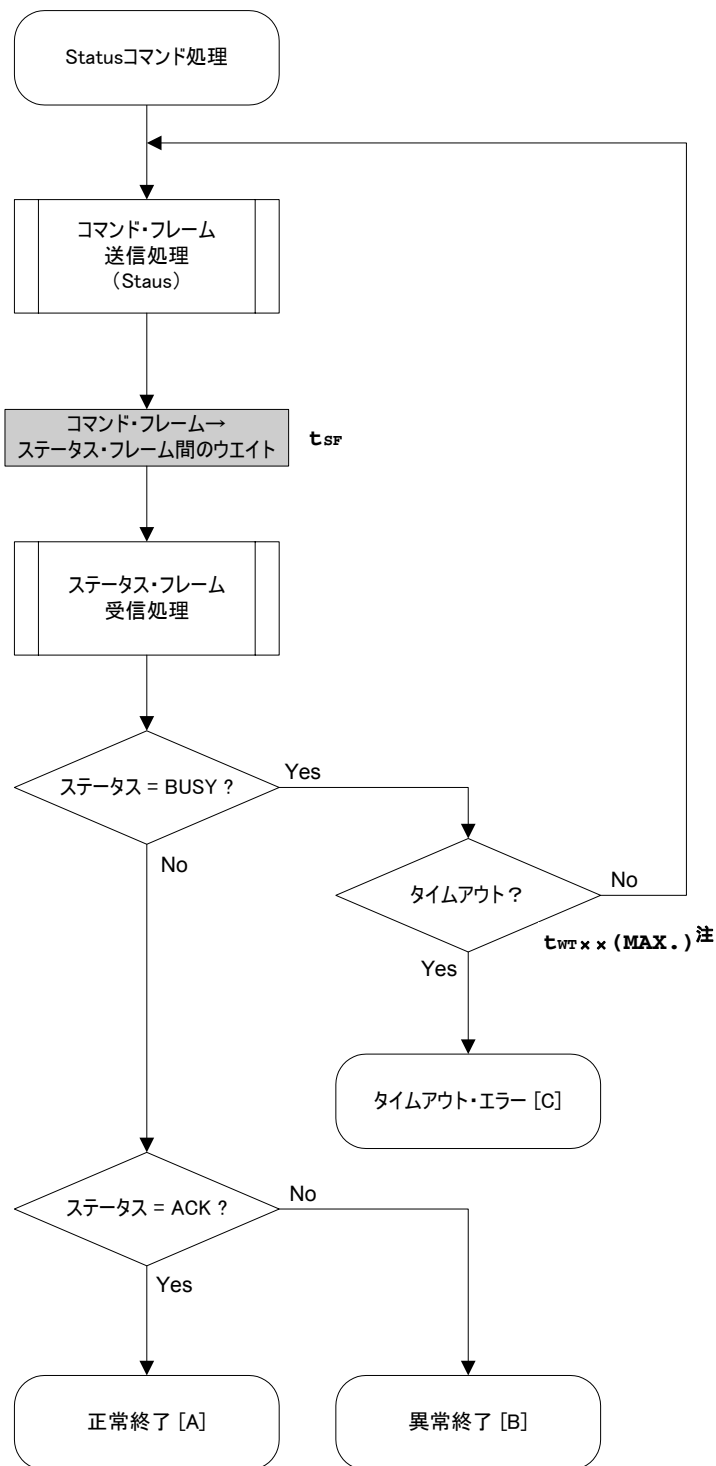 Statusコマンド処理
コマンド・フレーム
送信処理
（Staus）
コマンド・フレーム→
ステータス・フレーム間のウエイト
tSF
ステータス・フレーム
受信処理
ステータス = BUSY ?
Yes
No
タイムアウト？
No
tWT××(MAX.)注
Yes
タイムアウト・エラー [C]
ステータス = ACK ?
No
Yes
正常終了 [A]
異常終了 [B]